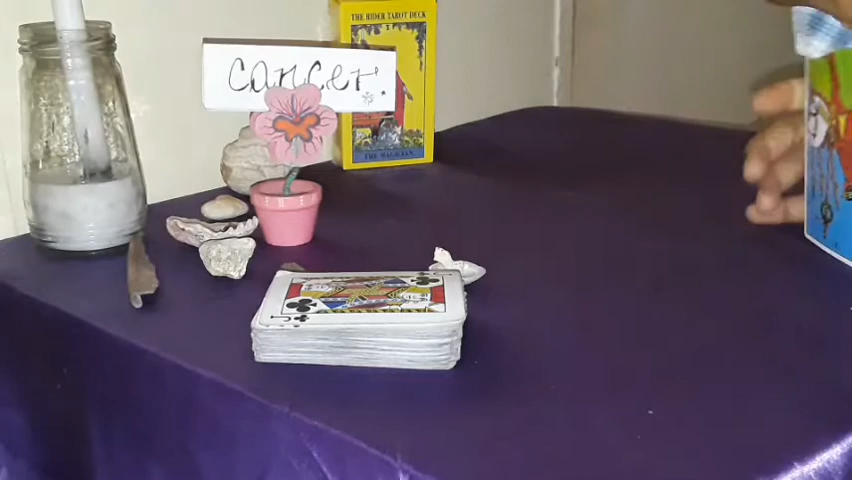 THE RIDER TAROT DECK
cancer.
THE MAGICIAN
J
J